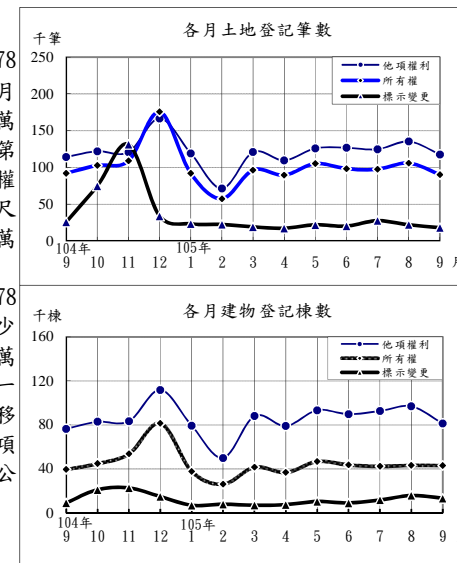 78
月
萬
第
權
尺
萬
各月土地登記筆數
千筆
250
200
150
100
50
0
他項權利
所有權
標示變更
104年 105年
9 10 11 12 1 2 3 4 5 6 7 8 9 月
78
少
萬
一
移
項
公
各月建物登記棟數
千棟
160
120
80
40
0
他項權利
所有權
標示變更
104年 105年
9 10 11 12 1 2 3 4 5 6 7 8 9